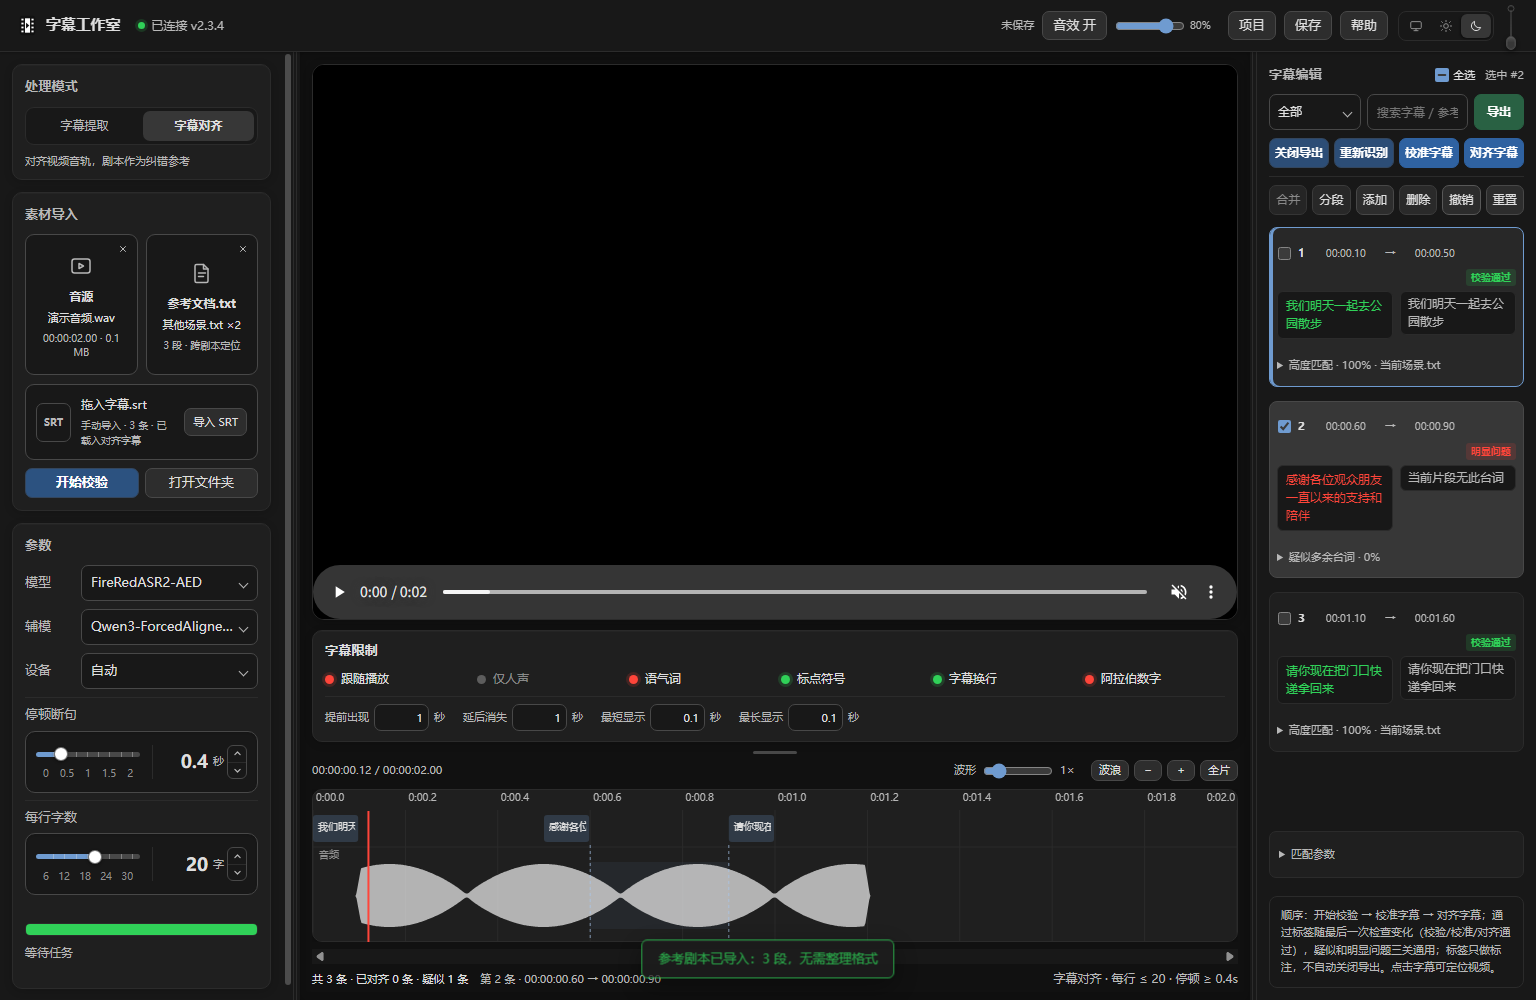 字幕工作室
已连接 v2.3.4
未保存
音效 开
80%
项目
保存
帮助
处理模式
字幕提取
字幕对齐
对齐视频音轨，剧本作为纠错参考
素材导入
×
音源
演示音频.wav
00:00:02.00 · 0.1
MB
×
参考文档.txt
其他场景.txt ×2
3 段 · 跨剧本定位
SRT
拖入字幕.srt
手动导入 · 3 条 · 已
载入对齐字幕
导入 SRT
开始校验
打开文件夹
参数
模型
FireRedASR2-AED
辅模
Qwen3-ForcedAligne...
设备
自动
停顿断句
0 0.5 1 1.5 2
0.4 秒
每行字数
6 12 18 24 30
20 字
等待任务
0:00 / 0:02
字幕限制
跟随播放
仅人声
语气词
标点符号
字幕换行
阿拉伯数字
提前出现 1 秒
延后消失 1 秒
最短显示 0.1 秒
最长显示 0.1 秒
00:00:00.12 / 00:00:02.00
波形
1×
波浪
−
+
全片
0:00.0 0:00.2 0:00.4 0:00.6 0:00.8 0:01.0 0:01.2 0:01.4 0:01.6 0:01.8 0:02.0
我们明天
感谢各位
请你现在
音频
参考剧本已导入：3 段，无需整理格式
共 3 条 · 已对齐 0 条 · 疑似 1 条
第 2 条 · 00:00:00.60 → 00:00:00.90
字幕对齐 · 每行 ≤ 20 · 停顿 ≥ 0.4s
字幕编辑
全选
选中 #2
全部
搜索字幕 / 参考
导出
关闭导出
重新识别
校准字幕
对齐字幕
合并
分段
添加
删除
撤销
重置
1 00:00.10 → 00:00.50
校验通过
我们明天一起去公
园散步
我们明天一起去公
园散步
高度匹配 · 100% · 当前场景.txt
2 00:00.60 → 00:00.90
明显问题
感谢各位观众朋友
一直以来的支持和
陪伴
当前片段无此台词
疑似多余台词 · 0%
3 00:01.10 → 00:01.60
校验通过
请你现在把门口快
递拿回来
请你现在把门口快
递拿回来
高度匹配 · 100% · 当前场景.txt
匹配参数
顺序：开始校验 → 校准字幕 → 对齐字幕；通
过标签随最后一次检查变化（校验/校准/对齐通
过），疑似和明显问题三关通用；标签只做标
注，不自动关闭导出。点击字幕可定位视频。